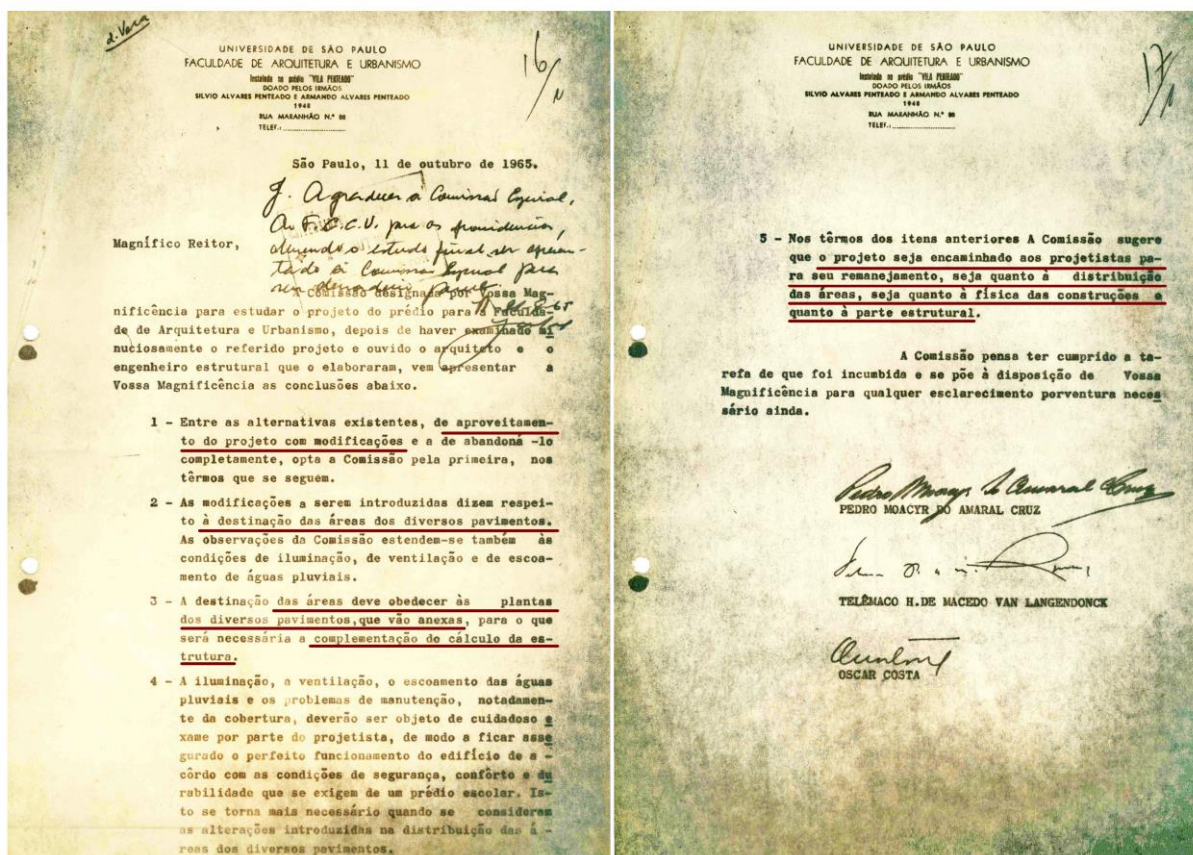 d. Vera
UNIVERSIDADE DE SÃO PAULO
FACULDADE DE ARQUITETURA E URBANISMO
Instalada no prédio "VILA PENTEADO"
DOADO PELOS IRMÃOS
SILVIO ALVARES PENTEADO E ARMANDO ALVARES PENTEADO
1948
RUA MARANHÃO N.º 88
TELEF.:
16/
São Paulo, 11 de outubro de 1965.
J. Agradecer à Comissão Especial,
Ao F.C.C.U. para as providencias,
devendo o estudo final ser apresen-
tado à Comissão Especial para
seu parecer.
Magnífico Reitor,
A Comissão designada por Vossa Mag-
nificência para estudar o projeto do prédio para a Faculda-
de de Arquitetura e Urbanismo, depois de haver examinado mi
nuciosamente o referido projeto e ouvido o arquiteto e o
engenheiro estrutural que o elaboraram, vem apresentar a
Vossa Magnificência as conclusões abaixo.
1 - Entre as alternativas existentes, de aproveitamen-
to do projeto com modificações e a de abandoná -lo
completamente, opta a Comissão pela primeira, nos
têrmos que se seguem.
2 - As modificações a serem introduzidas dizem respei-
to à destinação das áreas dos diversos pavimentos.
As observações da Comissão estendem-se também às
condições de iluminação, de ventilação e de escoa-
mento de águas pluviais.
3 - A destinação das áreas deve obedecer às plantas
dos diversos pavimentos,que vão anexas, para o que
será necessária a complementação do cálculo da es-
trutura.
4 - A iluminação, a ventilação, o escoamento das águas
pluviais e os problemas de manutenção, notadamen-
te da cobertura, deverão ser objeto de cuidadoso e
xame por parte do projetista, de modo a ficar asse
gurado o perfeito funcionamento do edifício de a -
côrdo com as condições de segurança, confôrto e du
rabilidade que se exigem de um prédio escolar. Is-
to se torna mais necessário quando se consideram
as alterações introduzidas na distribuição das á -
reas dos diversos pavimentos.
UNIVERSIDADE DE SÃO PAULO
FACULDADE DE ARQUITETURA E URBANISMO
Instalada no prédio "VILA PENTEADO"
DOADO PELOS IRMÃOS
SILVIO ALVARES PENTEADO E ARMANDO ALVARES PENTEADO
1948
RUA MARANHÃO N.º 88
TELEF.:
17/
5 - Nos têrmos dos itens anteriores A Comissão sugere
que o projeto seja encaminhado aos projetistas pa-
ra seu remanejamento, seja quanto à distribuição
das áreas, seja quanto à física das construções e
quanto à parte estrutural.
A Comissão pensa ter cumprido a ta-
refa de que foi incumbida e se põe à disposição de Vossa
Magnificência para qualquer esclarecimento porventura neces
sário ainda.
Pedro Moacyr do Amaral Cruz
PEDRO MOACYR DO AMARAL CRUZ
TELÊMACO H.DE MACEDO VAN LANGENDONCK
OSCAR COSTA